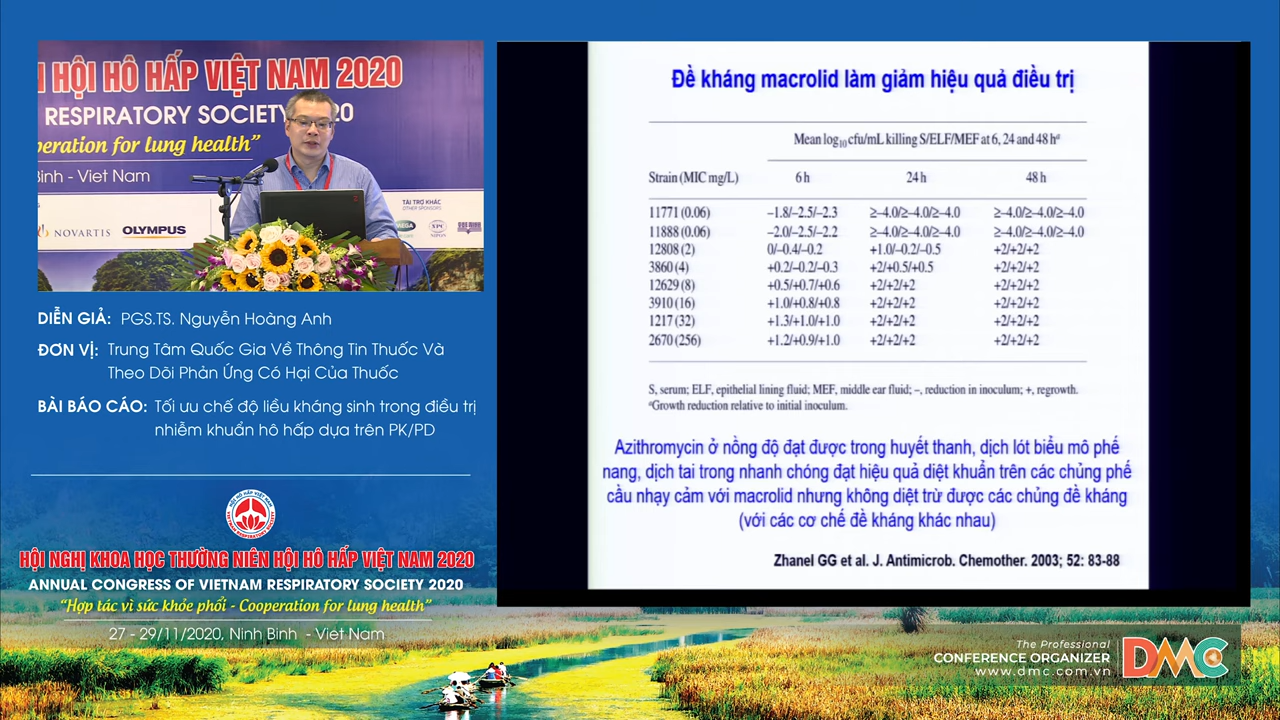 N HỘI HÔ HẤP VIỆT NAM 2020
RESPIRATORY SOCIETY 2020
peration for lung health”
Binh - Viet Nam
TÀI TRỢ KHÁC
OTHER SPONSORS
NOVARTIS
OLYMPUS
DIỄN GIẢ: PGS.TS. Nguyễn Hoàng Anh
ĐƠN VỊ: Trung Tâm Quốc Gia Về Thông Tin Thuốc Và
Theo Dõi Phản Ứng Có Hại Của Thuốc
BÀI BÁO CÁO: Tối ưu chế độ liều kháng sinh trong điều trị
nhiễm khuẩn hô hấp dựa trên PK/PD
HỘI NGHỊ KHOA HỌC THƯỜNG NIÊN HỘI HÔ HẤP VIỆT NAM 2020
ANNUAL CONGRESS OF VIETNAM RESPIRATORY SOCIETY 2020
“Hợp tác vì sức khỏe phổi - Cooperation for lung health”
27 - 29/11/2020, Ninh Binh - Viet Nam
Đề kháng macrolid làm giảm hiệu quả điều trị
Mean log10 cfu/mL killing S/ELF/MEF at 6, 24 and 48 hᵃ
Strain (MIC mg/L) 6 h 24 h 48 h
11771 (0.06) –1.8/–2.5/–2.3 ≥–4.0/≥–4.0/≥–4.0 ≥–4.0/≥–4.0/≥–4.0
11888 (0.06) –2.0/–2.5/–2.2 ≥–4.0/≥–4.0/≥–4.0 ≥–4.0/≥–4.0/≥–4.0
12808 (2) 0/–0.4/–0.2 +1.0/–0.2/–0.5 +2/+2/+2
3860 (4) +0.2/–0.2/–0.3 +2/+0.5/+0.5 +2/+2/+2
12629 (8) +0.5/+0.7/+0.6 +2/+2/+2 +2/+2/+2
3910 (16) +1.0/+0.8/+0.8 +2/+2/+2 +2/+2/+2
1217 (32) +1.3/+1.0/+1.0 +2/+2/+2 +2/+2/+2
2670 (256) +1.2/+0.9/+1.0 +2/+2/+2 +2/+2/+2
S, serum; ELF, epithelial lining fluid; MEF, middle ear fluid; –, reduction in inoculum; +, regrowth.
ᵃGrowth reduction relative to initial inoculum.
Azithromycin ở nồng độ đạt được trong huyết thanh, dịch lót biểu mô phế
nang, dịch tai trong nhanh chóng đạt hiệu quả diệt khuẩn trên các chủng phế
cầu nhạy cảm với macrolid nhưng không diệt trừ được các chủng đề kháng
(với các cơ chế đề kháng khác nhau)
Zhanel GG et al. J. Antimicrob. Chemother. 2003; 52: 83-88
The Professional
CONFERENCE ORGANIZER
www.dmc.com.vn
DMC